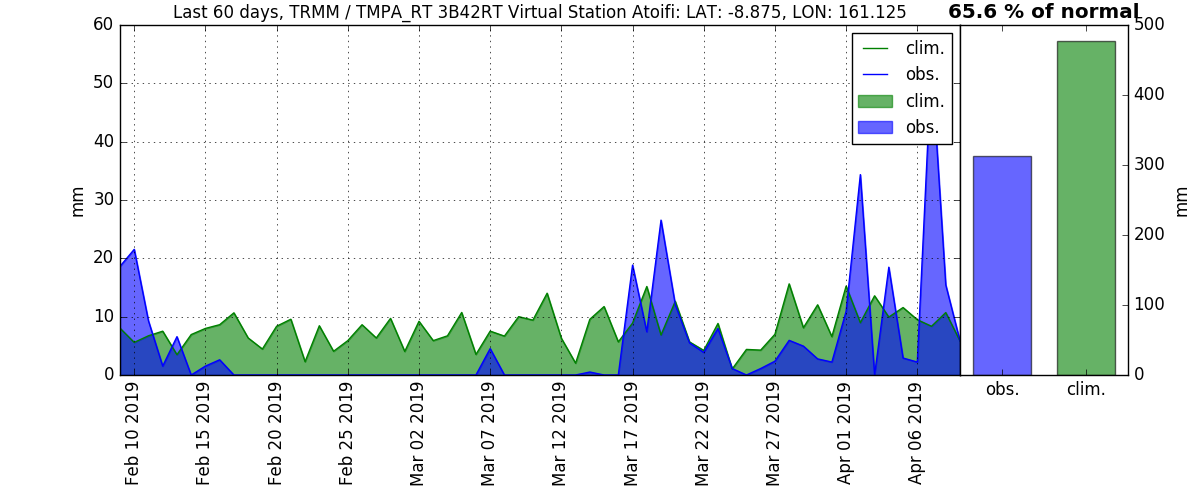 Last 60 days, TRMM / TMPA_RT 3B42RT Virtual Station Atoifi: LAT: -8.875, LON: 161.125
65.6 % of normal
60
50
40
30
20
10
0
mm
clim.
obs.
clim.
obs.
500
400
300
200
100
0
mm
obs.
clim.
Feb 10 2019
Feb 15 2019
Feb 20 2019
Feb 25 2019
Mar 02 2019
Mar 07 2019
Mar 12 2019
Mar 17 2019
Mar 22 2019
Mar 27 2019
Apr 01 2019
Apr 06 2019